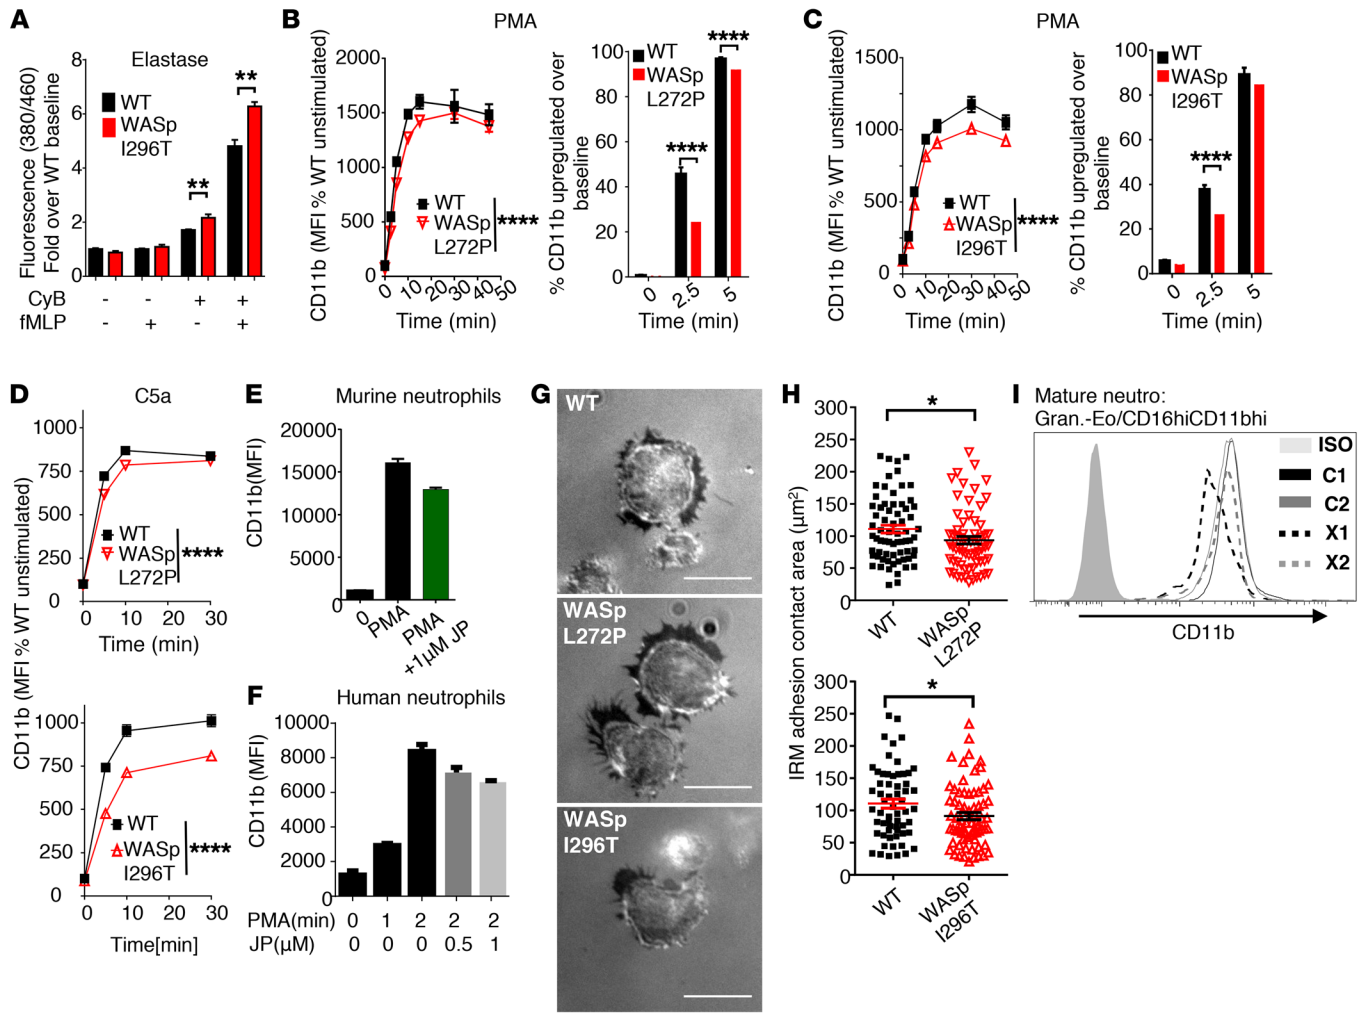 A
Elastase
Fluorescence (380/460)
Fold over WT baseline
8
6
4
2
0
WT
WASp
I296T
**
**
CyB - - + +
fMLP - + - +
B
PMA
CD11b (MFI % WT unstimulated)
2000
1500
1000
500
0
0 10 20 30 40 50
Time (min)
WT
WASp
L272P
****
% CD11b upregulated over
baseline
100
80
60
40
20
0
WT
WASp
L272P
****
****
0 2.5 5
Time (min)
C
PMA
CD11b (MFI % WT unstimulated)
1500
1000
500
0
0 10 20 30 40 50
Time (min)
WT
WASp
I296T
****
% CD11b upregulated over
baseline
100
80
60
40
20
0
WT
WASp
I296T
****
0 2.5 5
Time (min)
D
C5a
CD11b (MFI % WT unstimulated)
1000
750
500
250
0
WT
WASp
L272P
****
0 10 20 30
Time (min)
1000
750
500
250
0
WT
WASp
I296T
****
0 10 20 30
Time[min]
E
Murine neutrophils
CD11b(MFI)
20000
15000
10000
5000
0
0
PMA
PMA
+1µM JP
F
Human neutrophils
CD11b (MFI)
10000
8000
6000
4000
2000
0
PMA(min) 0 1 2 2 2
JP(µM) 0 0 0 0.5 1
G
WT
WASp
L272P
WASp
I296T
H
IRM adhesion contact area (µm²)
300
250
200
150
100
50
0
*
WT
WASp
L272P
300
250
200
150
100
50
0
*
WT
WASp
I296T
I
Mature neutro:
Gran.-Eo/CD16hiCD11bhi
ISO
C1
C2
X1
X2
CD11b